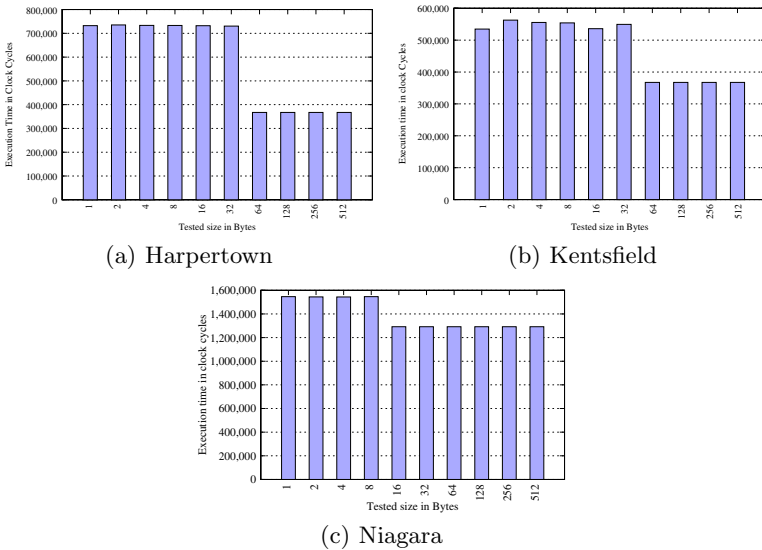 800,000
700,000
600,000
500,000
400,000
300,000
200,000
100,000
0
Execution Time in Clock Cycles
1 2 4 8 16 32 64 128 256 512
Tested size in Bytes
(a) Harpertown
600,000
500,000
400,000
300,000
200,000
100,000
0
Execution time in clock cycles
1 2 4 8 16 32 64 128 256 512
Tested size in Bytes
(b) Kentsfield
1,600,000
1,400,000
1,200,000
1,000,000
800,000
600,000
400,000
200,000
0
Execution time in clock cycles
1 2 4 8 16 32 64 128 256 512
Tested size in Bytes
(c) Niagara